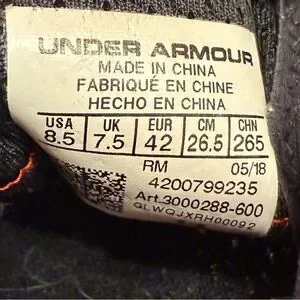 UNDER ARMOUR
MADE IN CHINA
FABRIQUÉ EN CHINE
HECHO EN CHINA
USA UK EUR CM CHN
8.5 7.5 42 26.5 265
RM 05/18
4200799235
Art.3000288-600
GLWQJXRH00092